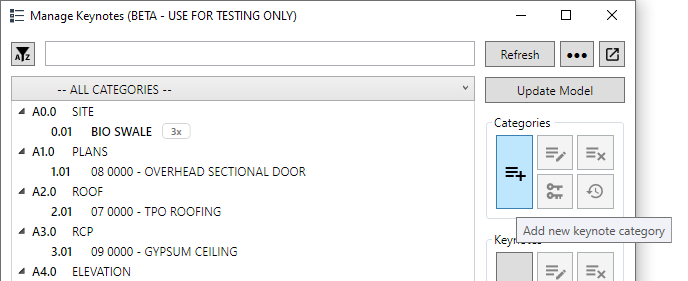 Manage Keynotes (BETA - USE FOR TESTING ONLY)
AZ
Refresh
-- ALL CATEGORIES --
Update Model
A0.0 SITE
0.01 BIO SWALE 3x
A1.0 PLANS
1.01 08 0000 - OVERHEAD SECTIONAL DOOR
A2.0 ROOF
2.01 07 0000 - TPO ROOFING
A3.0 RCP
3.01 09 0000 - GYPSUM CEILING
A4.0 ELEVATION
Categories
Add new keynote category